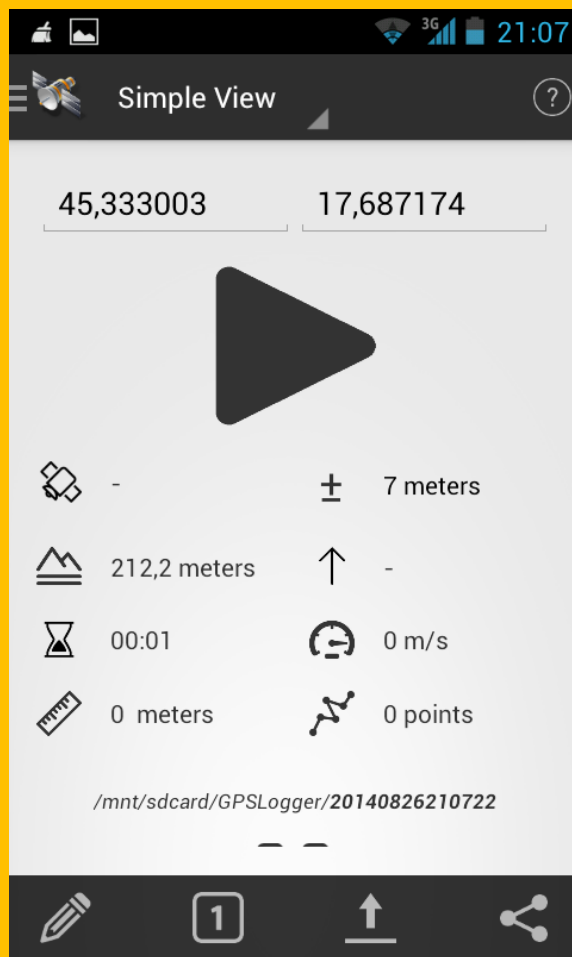 3G 21:07
Simple View ?
45,333003 17,687174
- ± 7 meters
212,2 meters -
00:01 0 m/s
0 meters 0 points
/mnt/sdcard/GPSLogger/20140826210722
1